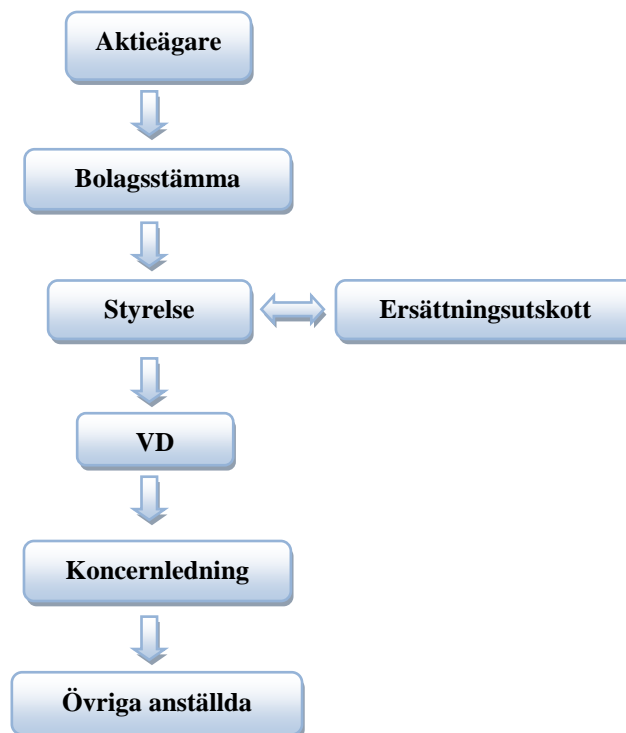 Aktieägare
Bolagsstämma
Styrelse
Ersättningsutskott
VD
Koncernledning
Övriga anställda